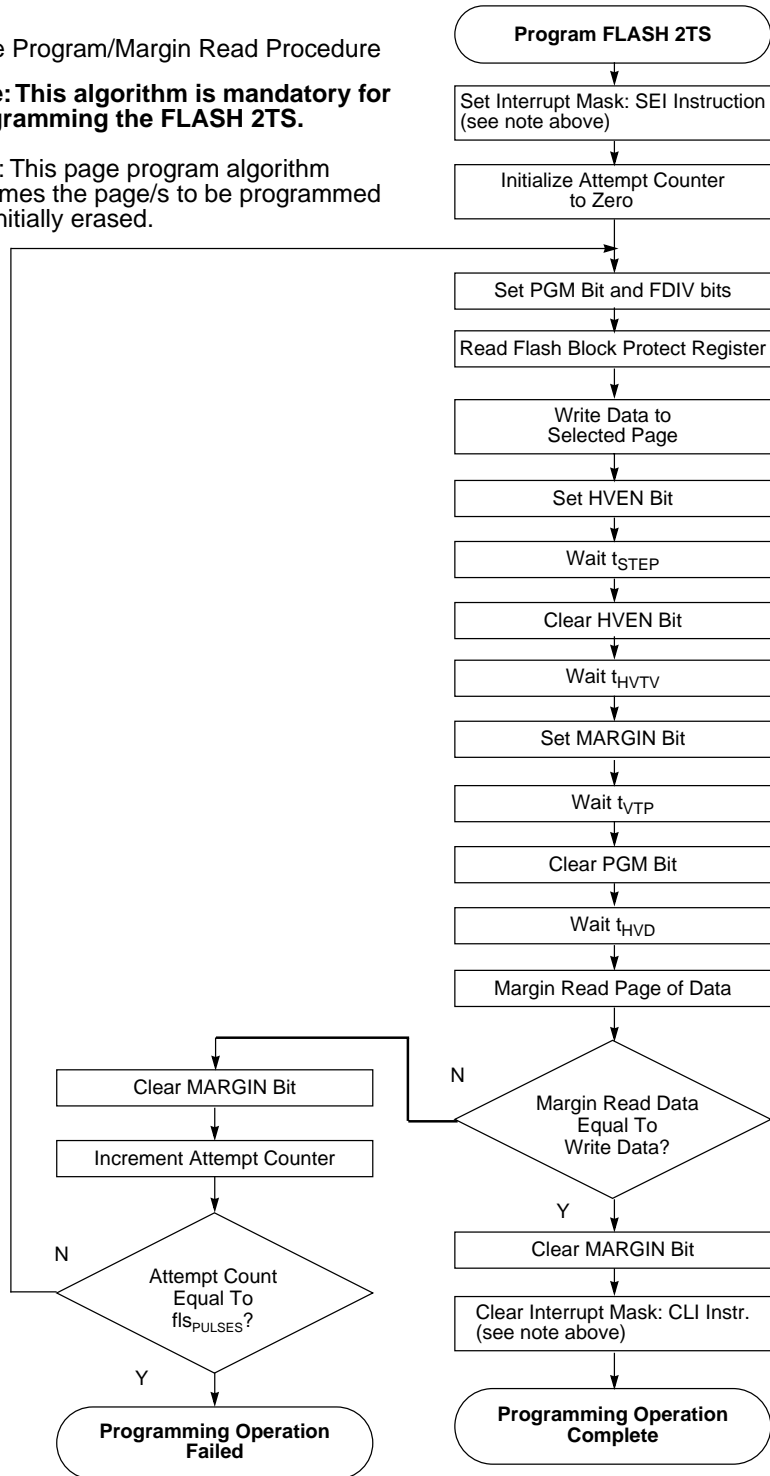 Program/Margin Read Procedure
This algorithm is mandatory for
the FLASH 2TS.
: This page program algorithm
the page/s to be programmed
erased.
Program FLASH 2TS
Set Interrupt Mask: SEI Instruction
(see note above)
Initialize Attempt Counter
to Zero
Set PGM Bit and FDIV bits
Read Flash Block Protect Register
Write Data to
Selected Page
Set HVEN Bit
Wait tSTEP
Clear HVEN Bit
Wait tHVTV
Set MARGIN Bit
Wait tVTP
Clear PGM Bit
Wait tHVD
Margin Read Page of Data
N
Margin Read Data
Equal To
Write Data?
Y
Clear MARGIN Bit
Clear Interrupt Mask: CLI Instr.
(see note above)
Programming Operation
Complete
Clear MARGIN Bit
Increment Attempt Counter
N
Attempt Count
Equal To
flsPULSES?
Y
Programming Operation
Failed